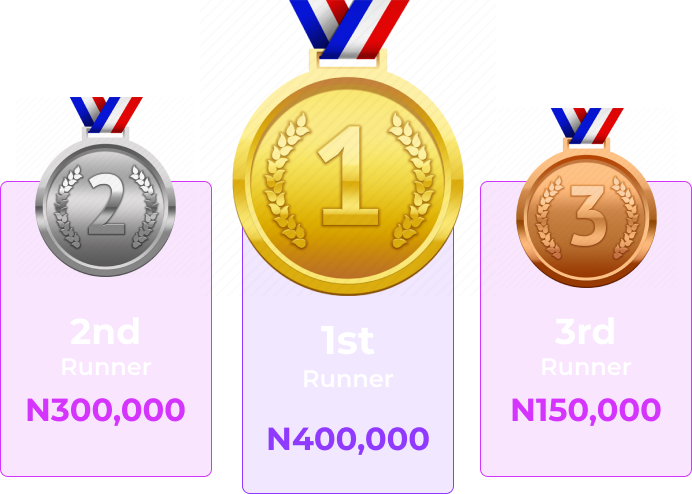 2
2nd
Runner
N300,000
1
1st
Runner
N400,000
3
3rd
Runner
N150,000